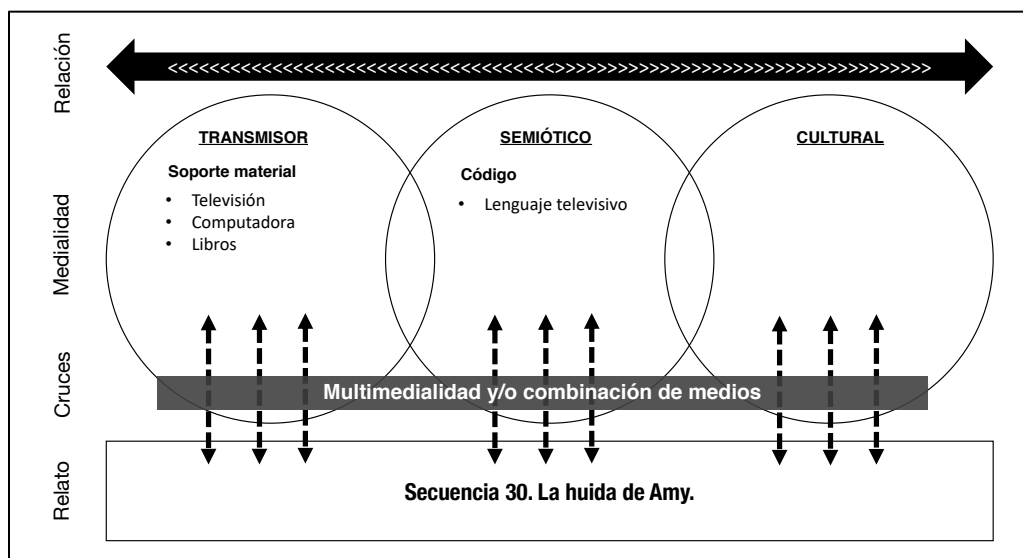 Relación
<<<<<<<<<<<<<<<<<<<<<<<<<<<<<<<<<<<<<<>>>>>>>>>>>>>>>>>>>>>>>>>>>>>>>>>>>>>
TRANSMISOR
SEMIÓTICO
CULTURAL
Soporte material
• Televisión
• Computadora
• Libros
Código
• Lenguaje televisivo
Medialidad
Cruces
Multimedialidad y/o combinación de medios
Relato
Secuencia 30. La huida de Amy.